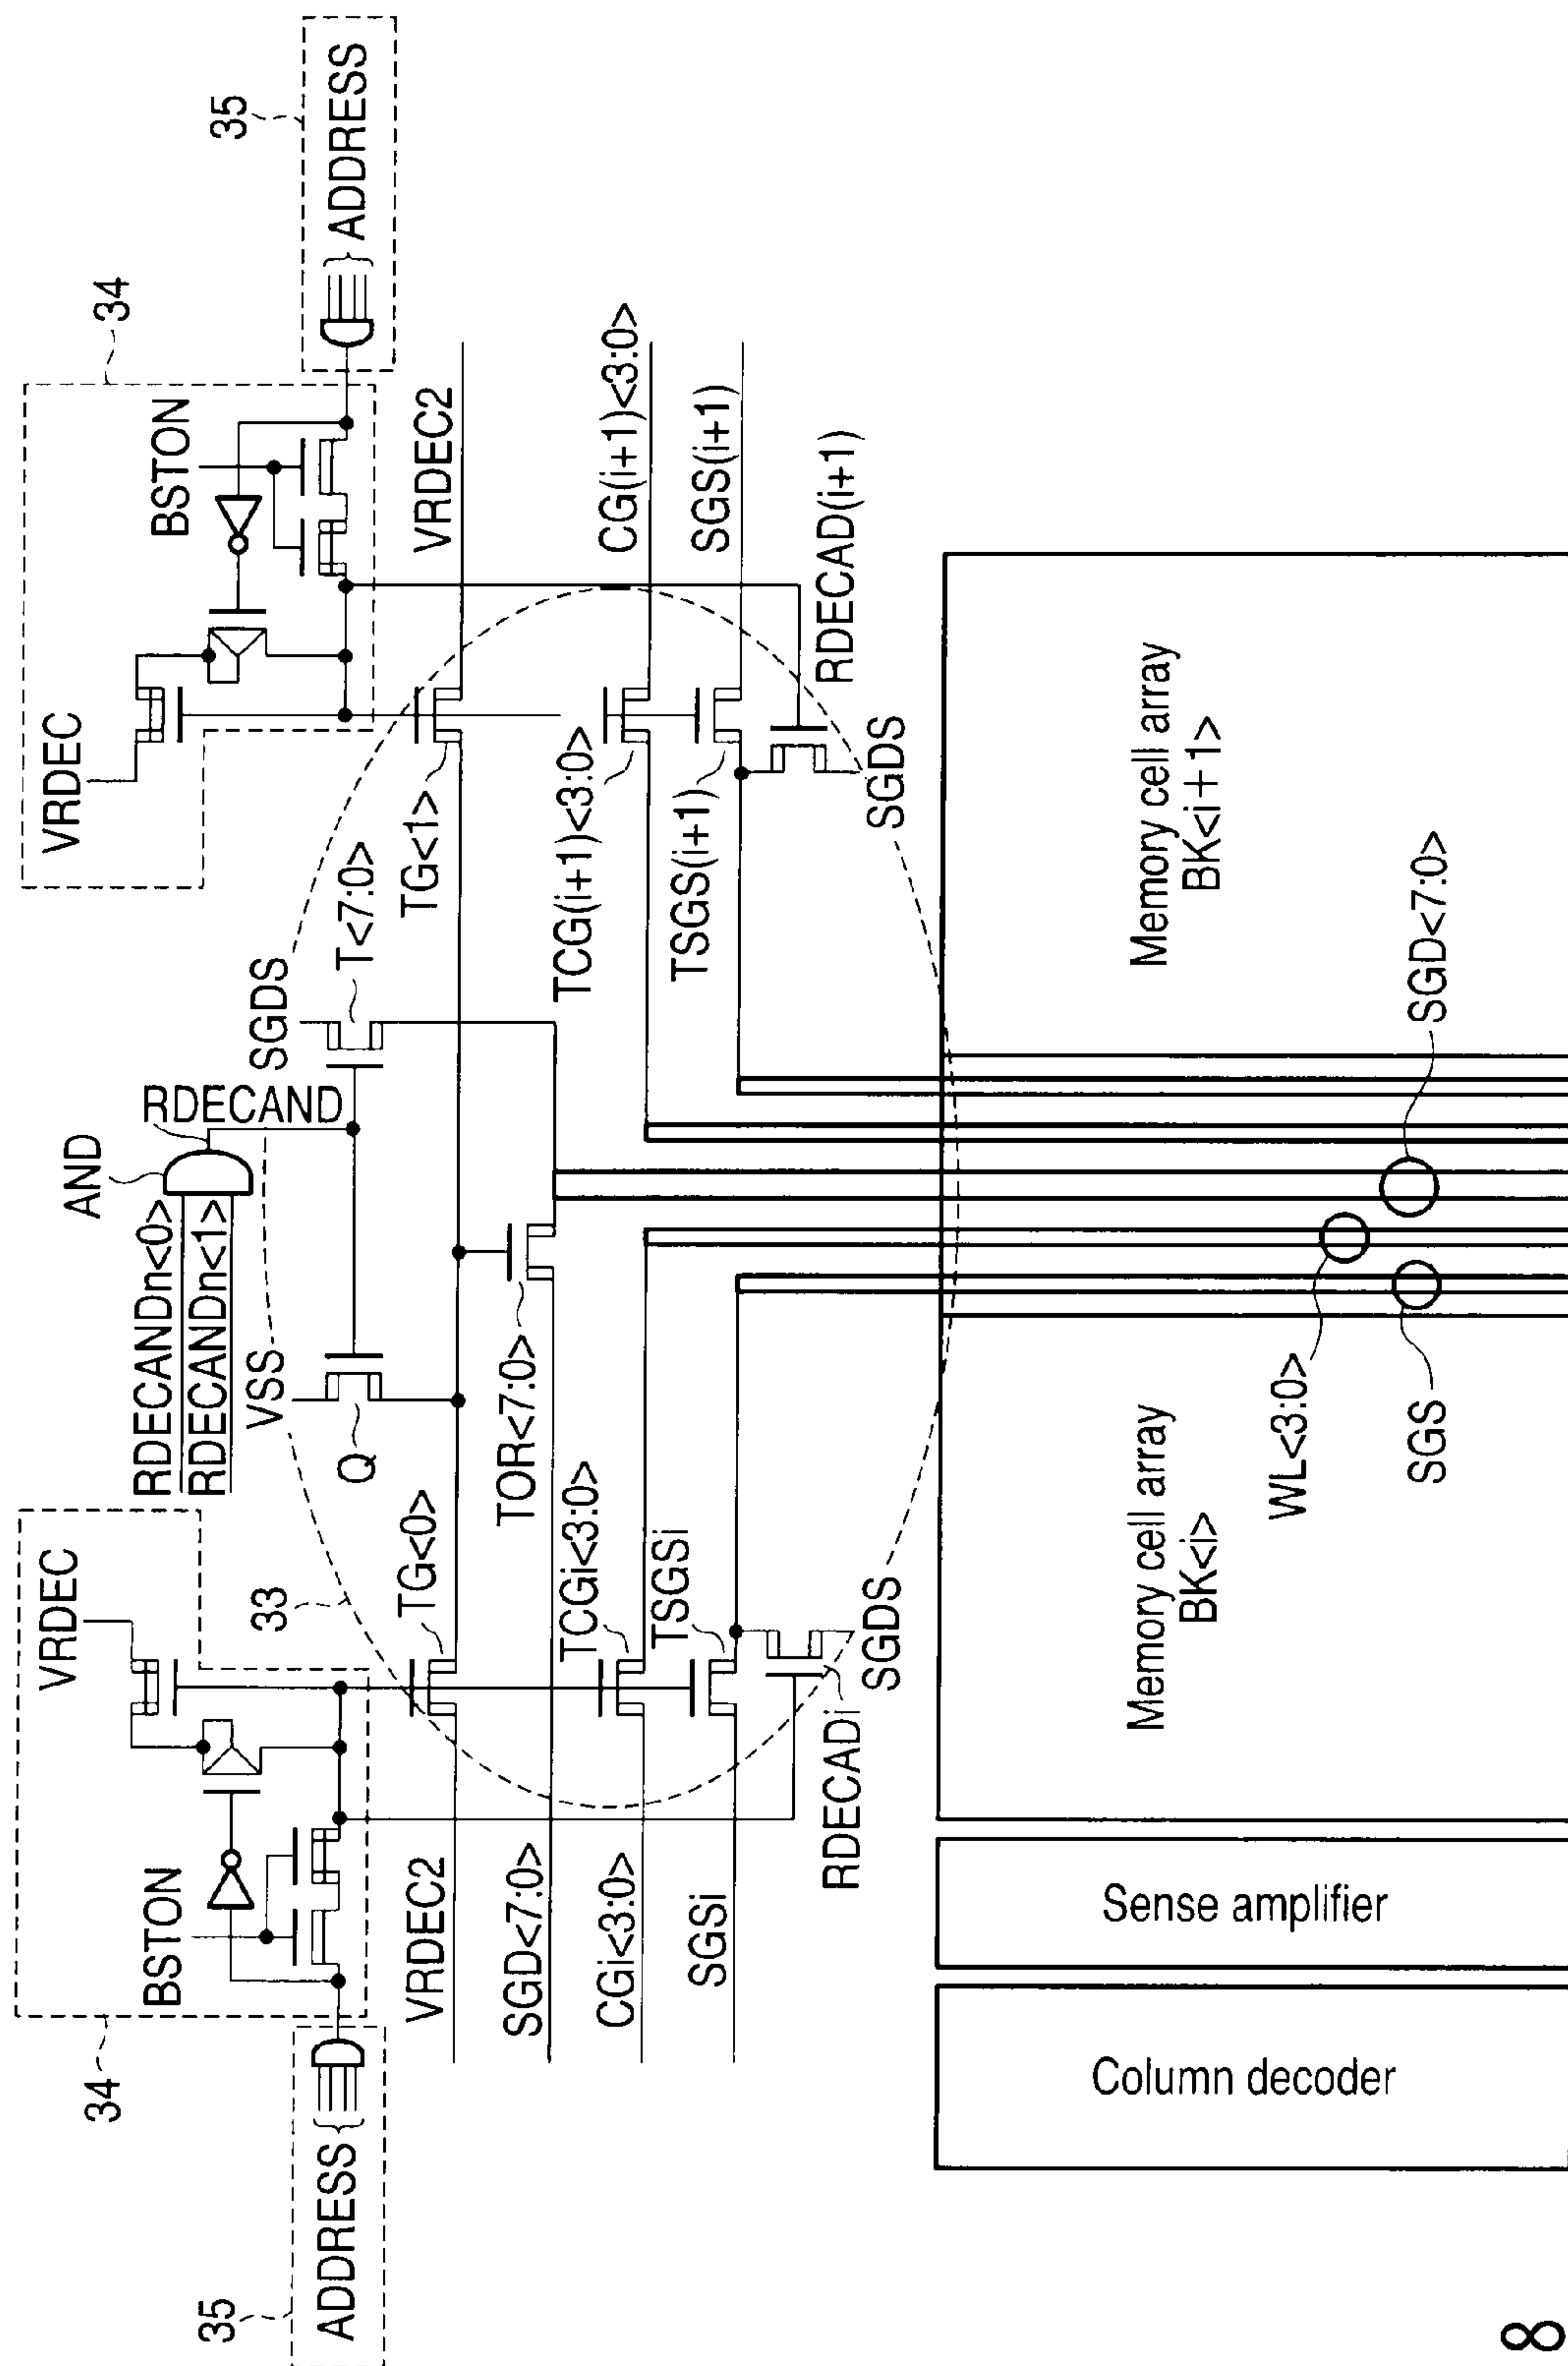 35
ADDRESS
34
BSTON
VRDEC
33
RDECANDn<0>
RDECANDn<1>
AND
RDECAND
VSS
Q
SGDS
T<7:0>
VRDEC
34
BSTON
35
ADDRESS
VRDEC2
TG<0>
TG<1>
VRDEC2
SGD<7:0>
TOR<7:0>
CGi<3:0>
TCGi<3:0>
TCG(i+1)<3:0>
CG(i+1)<3:0>
SGSi
TSGSi
TSGS(i+1)
SGS(i+1)
RDECADi
SGDS
SGDS
RDECAD(i+1)
Column decoder
Sense amplifier
Memory cell array
BK<i>
Memory cell array
BK<i+1>
WL<3:0>
SGS
SGD<7:0>
8